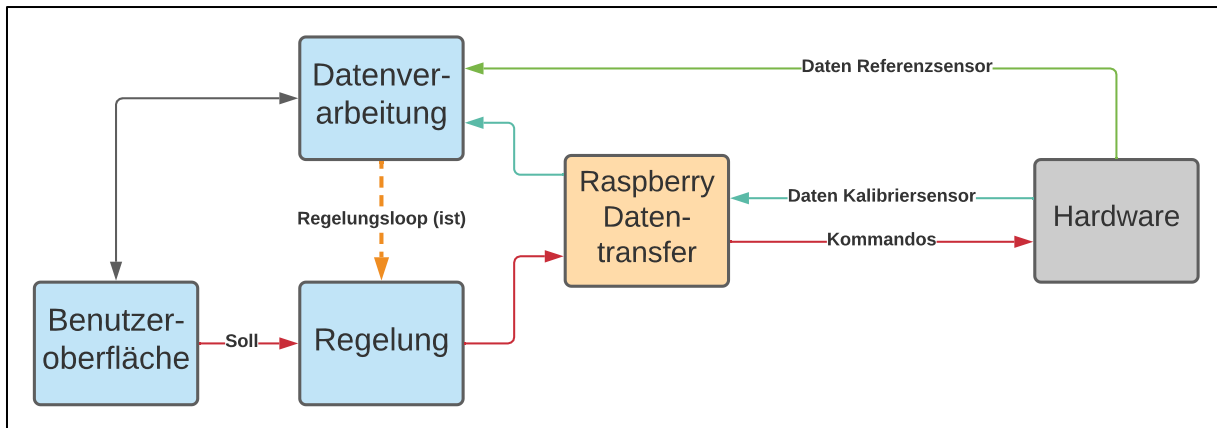 Datenver-
arbeitung
Daten Referenzsensor
Raspberry
Daten-
transfer
Daten Kalibriersensor
Kommandos
Hardware
Regelungsloop (ist)
Benutzer-
oberfläche
Soll
Regelung